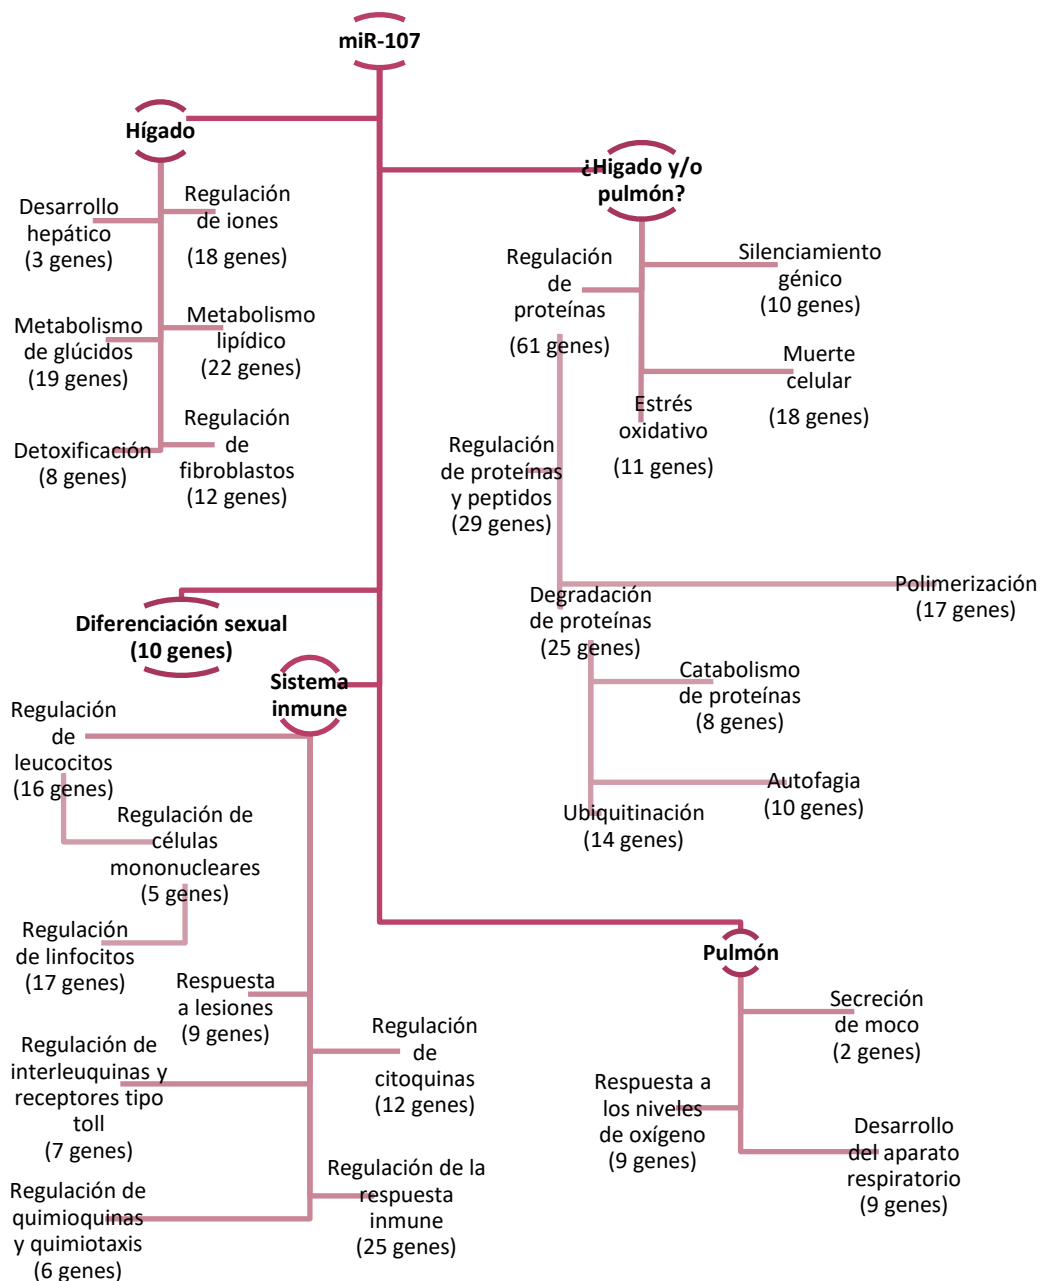 miR-107
Hígado
Desarrollo
hepático
(3 genes)
Regulación
de iones
(18 genes)
Metabolismo
de glúcidos
(19 genes)
Metabolismo
lipídico
(22 genes)
Detoxificación
(8 genes)
Regulación
de
fibroblastos
(12 genes)
¿Higado y/o
pulmón?
Regulación
de
proteínas
(61 genes)
Silenciamiento
génico
(10 genes)
Muerte
celular
(18 genes)
Estrés
oxidativo
(11 genes)
Regulación
de proteínas
y peptidos
(29 genes)
Degradación
de proteínas
(25 genes)
Polimerización
(17 genes)
Catabolismo
de proteínas
(8 genes)
Autofagia
(10 genes)
Ubiquitinación
(14 genes)
Diferenciación sexual
(10 genes)
Sistema
inmune
Regulación
de
leucocitos
(16 genes)
Regulación de
células
mononucleares
(5 genes)
Regulación
de linfocitos
(17 genes)
Respuesta
a lesiones
(9 genes)
Regulación
de
citoquinas
(12 genes)
Regulación de
interleuquinas y
receptores tipo
toll
(7 genes)
Regulación de la
respuesta
inmune
(25 genes)
Regulación de
quimioquinas
y quimiotaxis
(6 genes)
Pulmón
Secreción
de moco
(2 genes)
Respuesta a
los niveles
de oxígeno
(9 genes)
Desarrollo
del aparato
respiratorio
(9 genes)